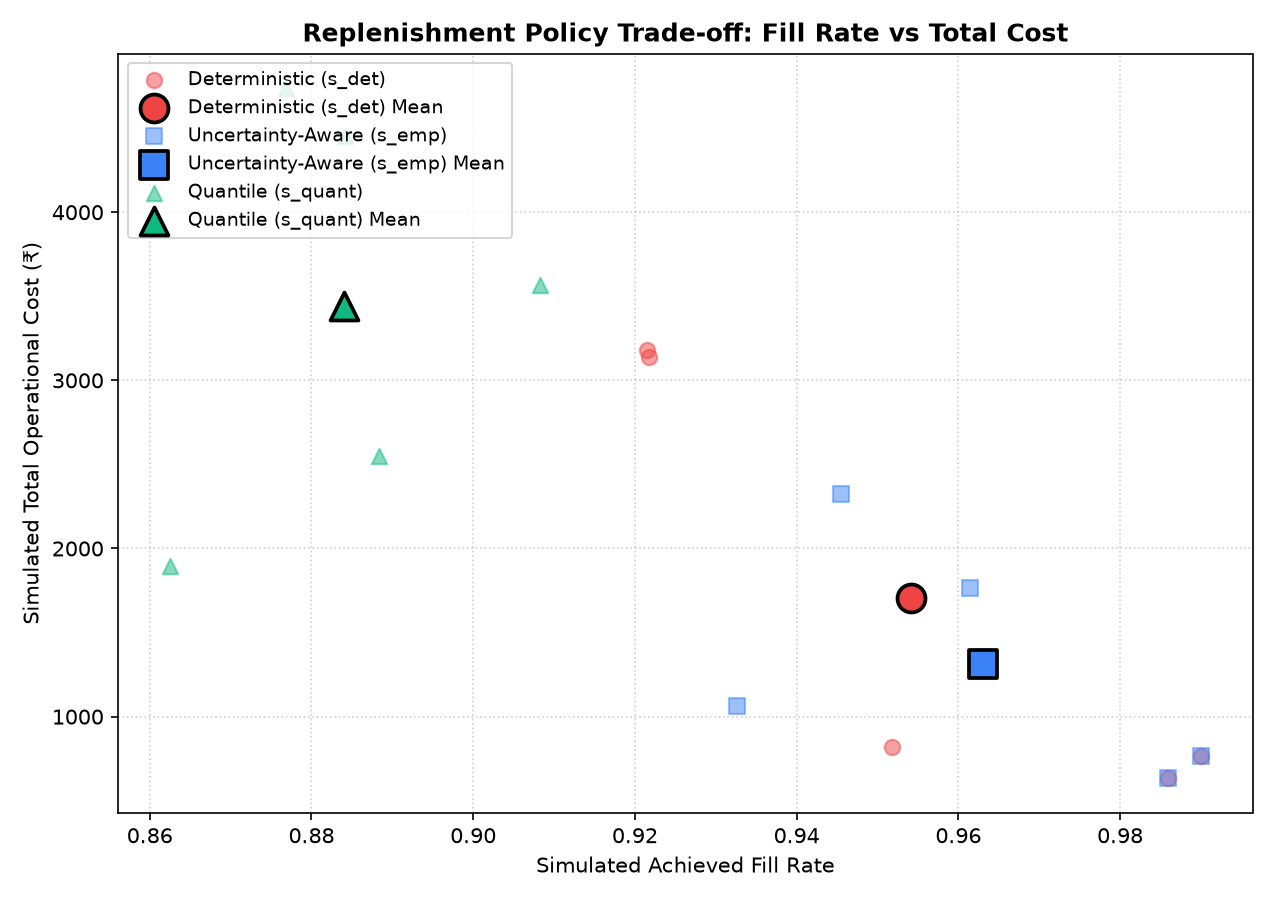 Replenishment Policy Trade-off: Fill Rate vs Total Cost
Deterministic (s_det)
Deterministic (s_det) Mean
Uncertainty-Aware (s_emp)
Uncertainty-Aware (s_emp) Mean
Quantile (s_quant)
Quantile (s_quant) Mean
Simulated Total Operational Cost (₹)
4000
3000
2000
1000
0.86 0.88 0.90 0.92 0.94 0.96 0.98
Simulated Achieved Fill Rate